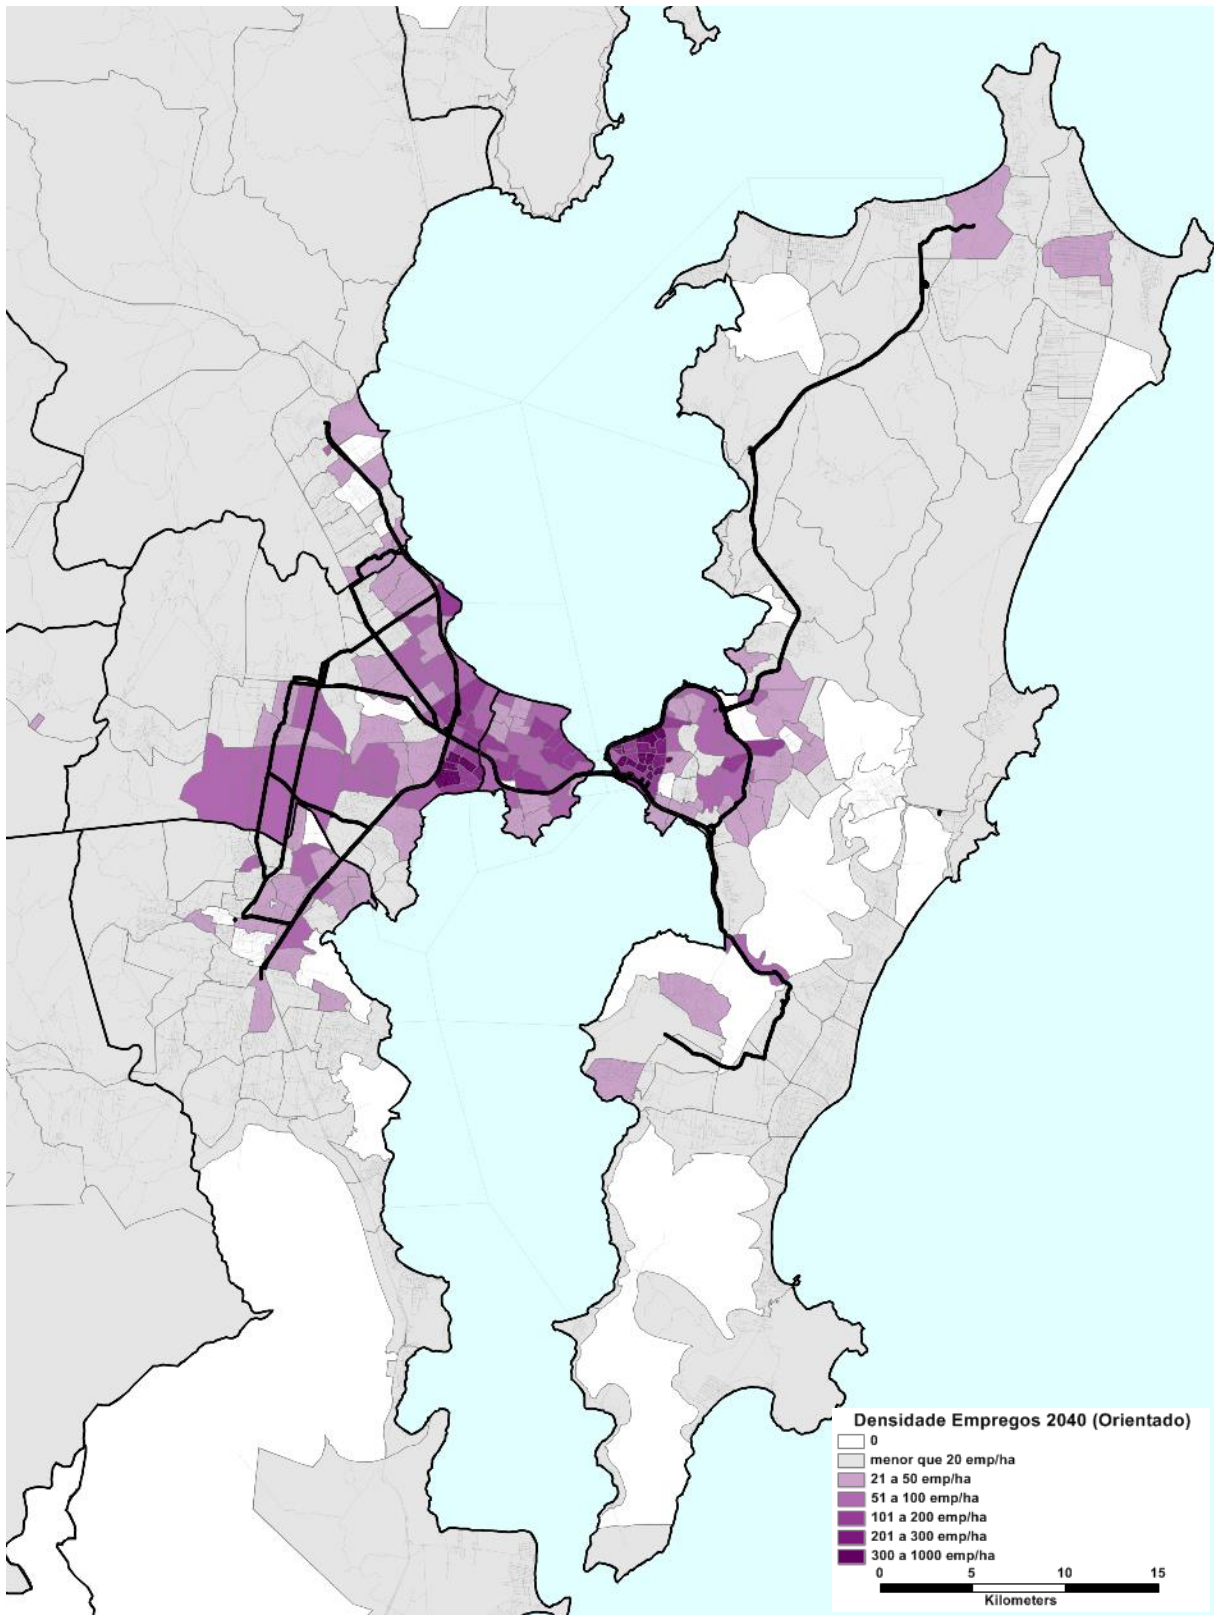 Densidade Empregos 2040 (Orientado)
0
menor que 20 emp/ha
21 a 50 emp/ha
51 a 100 emp/ha
101 a 200 emp/ha
201 a 300 emp/ha
300 a 1000 emp/ha
0 5 10 15
Kilometers